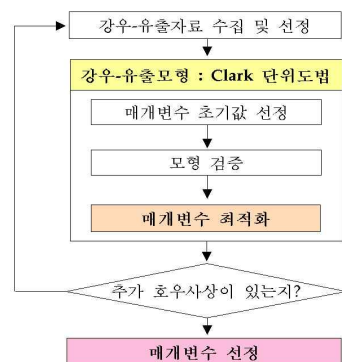 강우-유출자료 수집 및 선정
강우-유출모형 : Clark 단위도법
매개변수 초기값 선정
모형 검증
매개변수 최적화
추가 호우사상이 있는지?
매개변수 선정